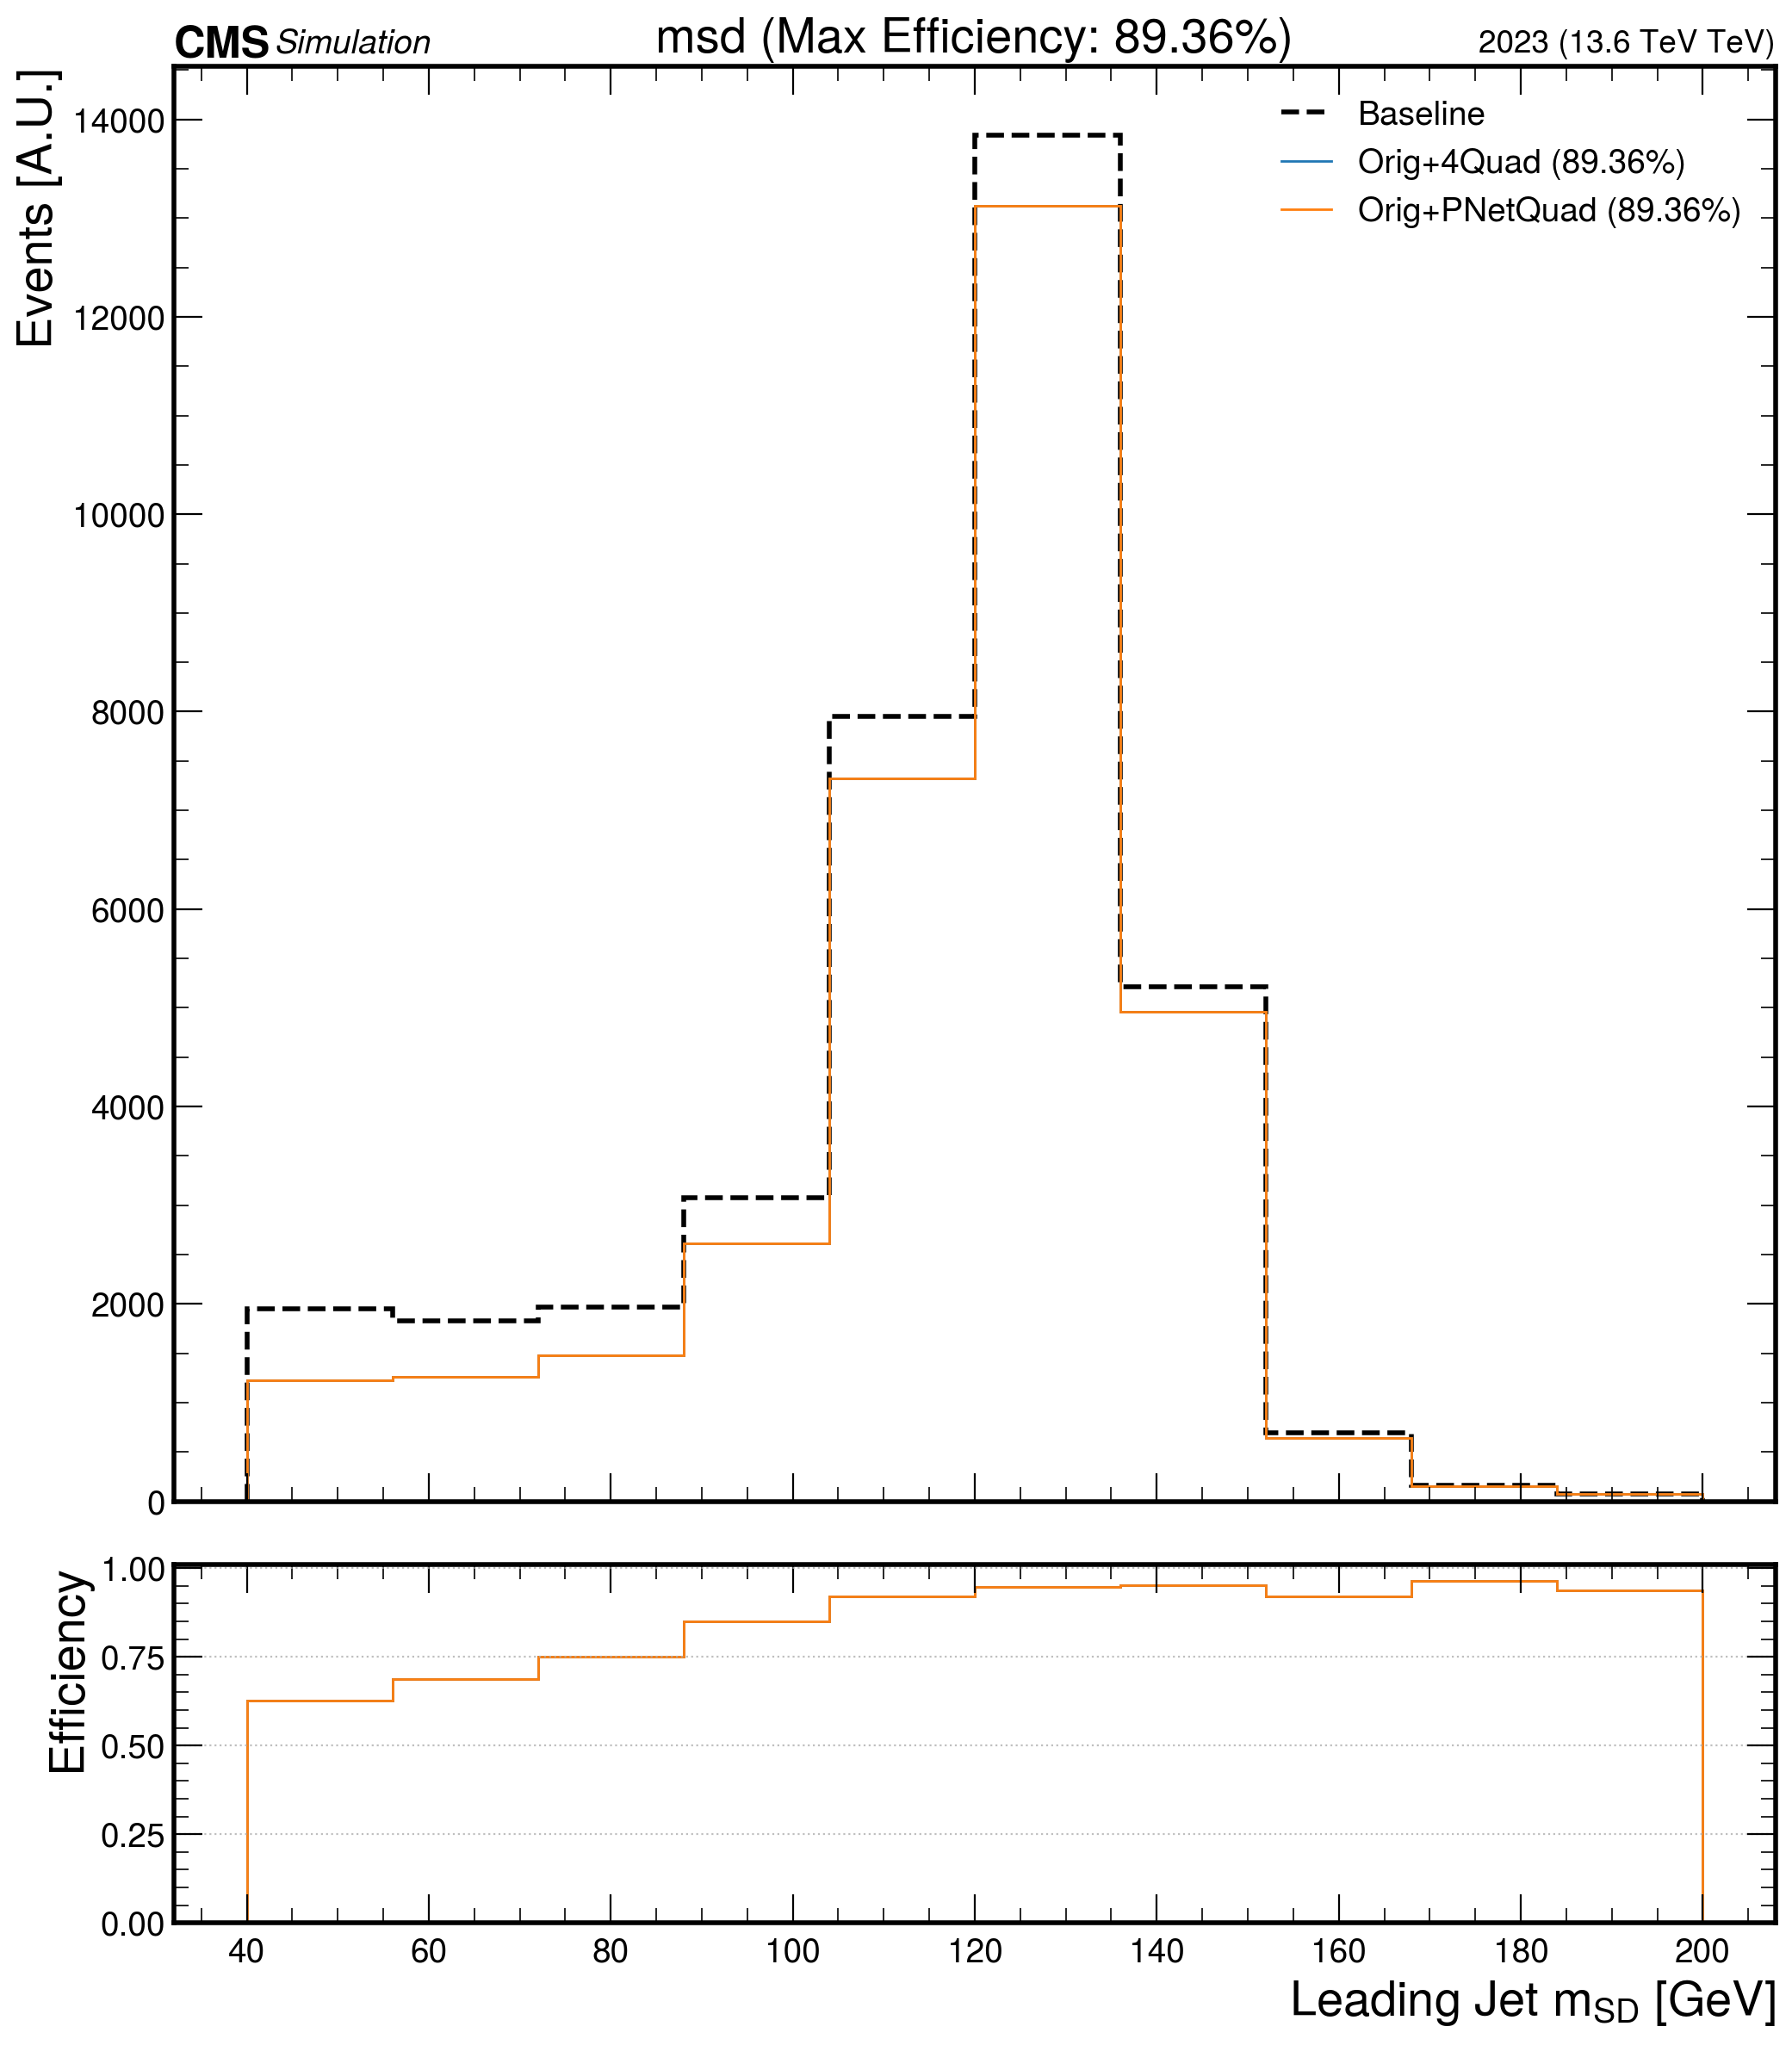 CMS Simulation msd (Max Efficiency: 89.36%) 2023 (13.6 TeV TeV)
Events [A.U.]
14000
12000
10000
8000
6000
4000
2000
0
Baseline
Orig+4Quad (89.36%)
Orig+PNetQuad (89.36%)
Efficiency
1.00
0.75
0.50
0.25
0.00
40 60 80 100 120 140 160 180 200
Leading Jet mSD [GeV]